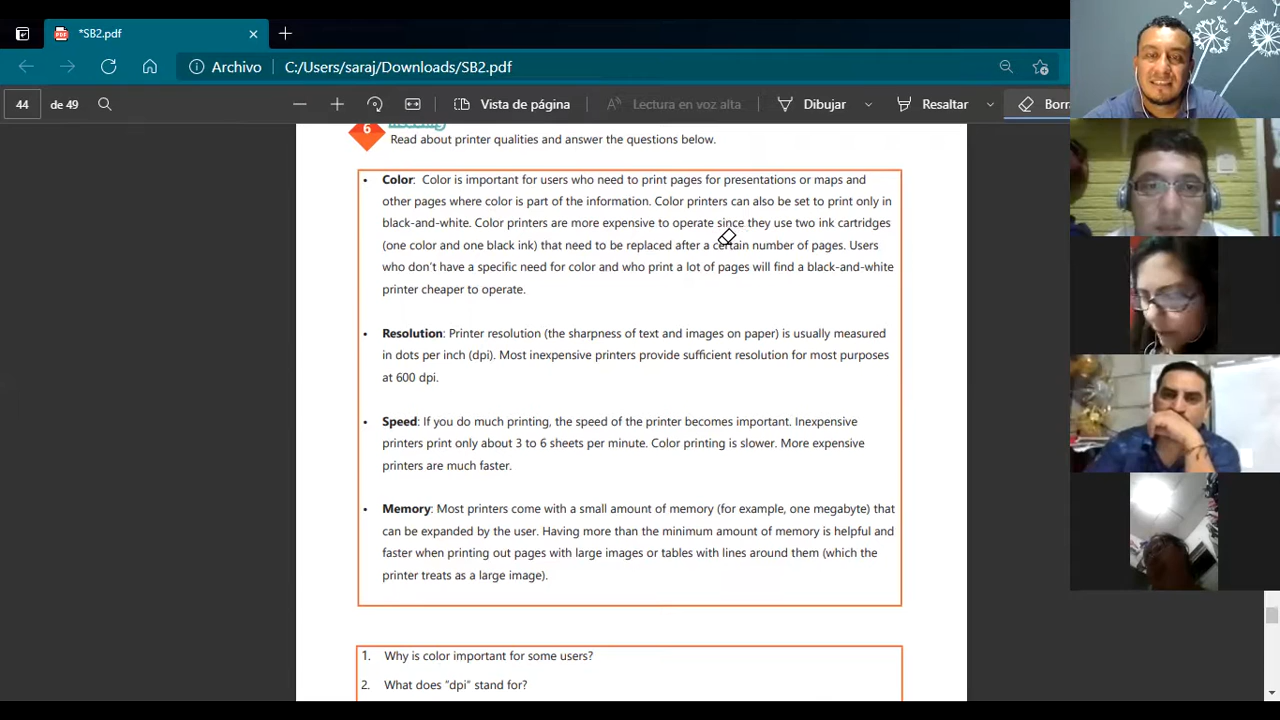 *SB2.pdf
Archivo C:/Users/saraj/Downloads/SB2.pdf
44 de 49 Vista de página Lectura en voz alta Dibujar Resaltar
6
Read about printer qualities and answer the questions below.
• Color: Color is important for users who need to print pages for presentations or maps and
other pages where color is part of the information. Color printers can also be set to print only in
black-and-white. Color printers are more expensive to operate since they use two ink cartridges
(one color and one black ink) that need to be replaced after a certain number of pages. Users
who don't have a specific need for color and who print a lot of pages will find a black-and-white
printer cheaper to operate.
• Resolution: Printer resolution (the sharpness of text and images on paper) is usually measured
in dots per inch (dpi). Most inexpensive printers provide sufficient resolution for most purposes
at 600 dpi.
• Speed: If you do much printing, the speed of the printer becomes important. Inexpensive
printers print only about 3 to 6 sheets per minute. Color printing is slower. More expensive
printers are much faster.
• Memory: Most printers come with a small amount of memory (for example, one megabyte) that
can be expanded by the user. Having more than the minimum amount of memory is helpful and
faster when printing out pages with large images or tables with lines around them (which the
printer treats as a large image).
1. Why is color important for some users?
2. What does "dpi" stand for?